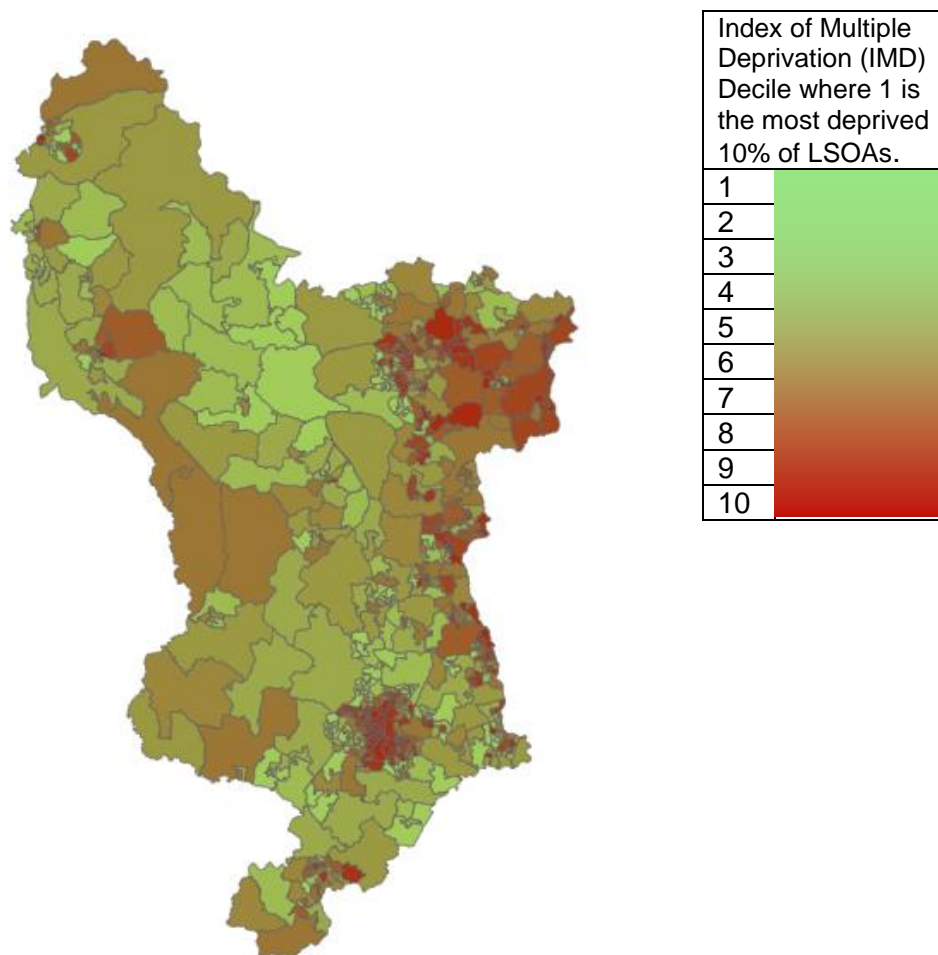 Index of Multiple
Deprivation (IMD)
Decile where 1 is
the most deprived
10% of LSOAs.
1
2
3
4
5
6
7
8
9
10